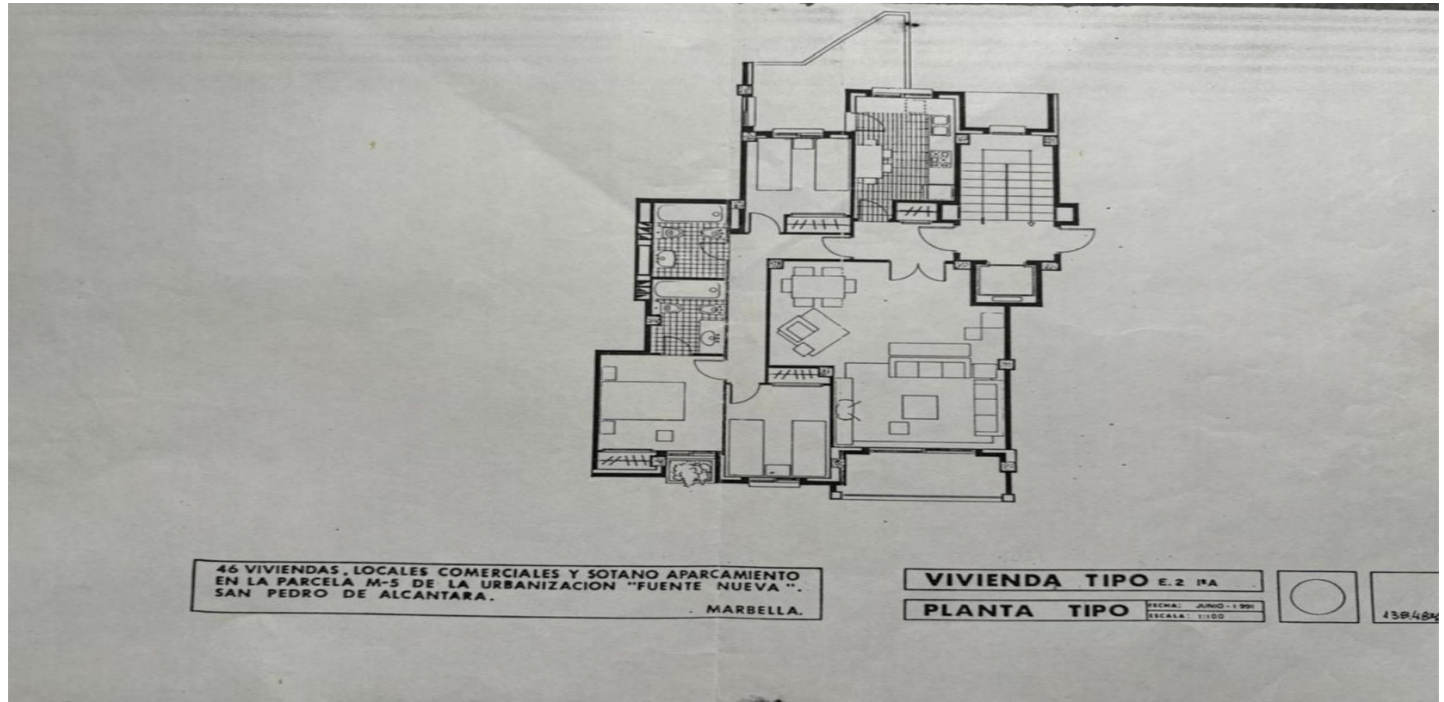 46 VIVIENDAS, LOCALES COMERCIALES Y SOTANO APARCAMIENTO
EN LA PARCELA M-5 DE LA URBANIZACION "FUENTE NUEVA".
SAN PEDRO DE ALCANTARA.
. MARBELLA.
VIVIENDA TIPO E.2 1ºA
PLANTA TIPO
FECHA: JUNIO - 1991
ESCALA: 1:100